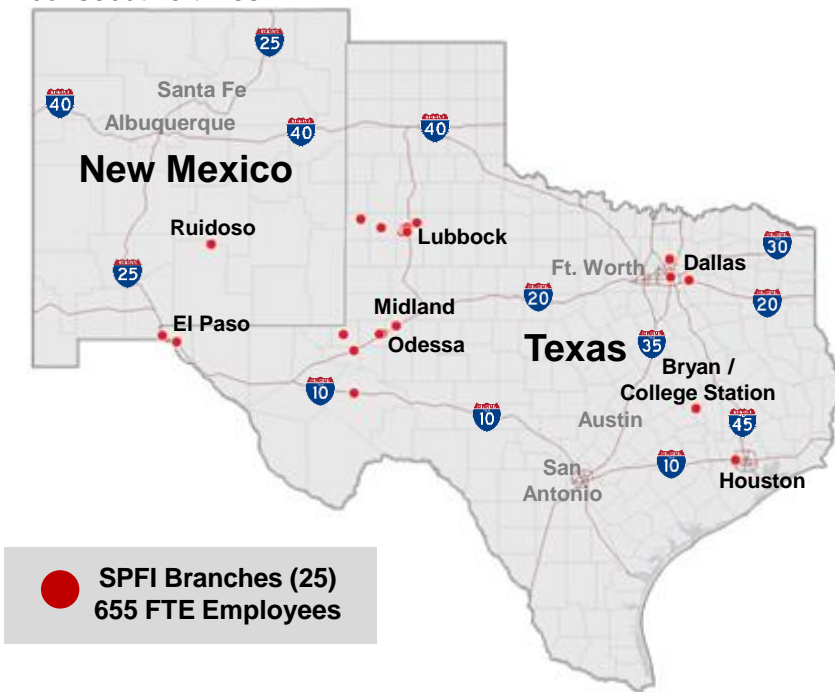 25
Santa Fe
40
Albuquerque
40
40
New Mexico
Ruidoso
Lubbock
30
Ft. Worth
Dallas
25
20
20
Midland
El Paso
Odessa
Texas
35
Bryan /
College Station
10
10
Austin
45
San
Antonio
10
Houston
SPFI Branches (25)
655 FTE Employees